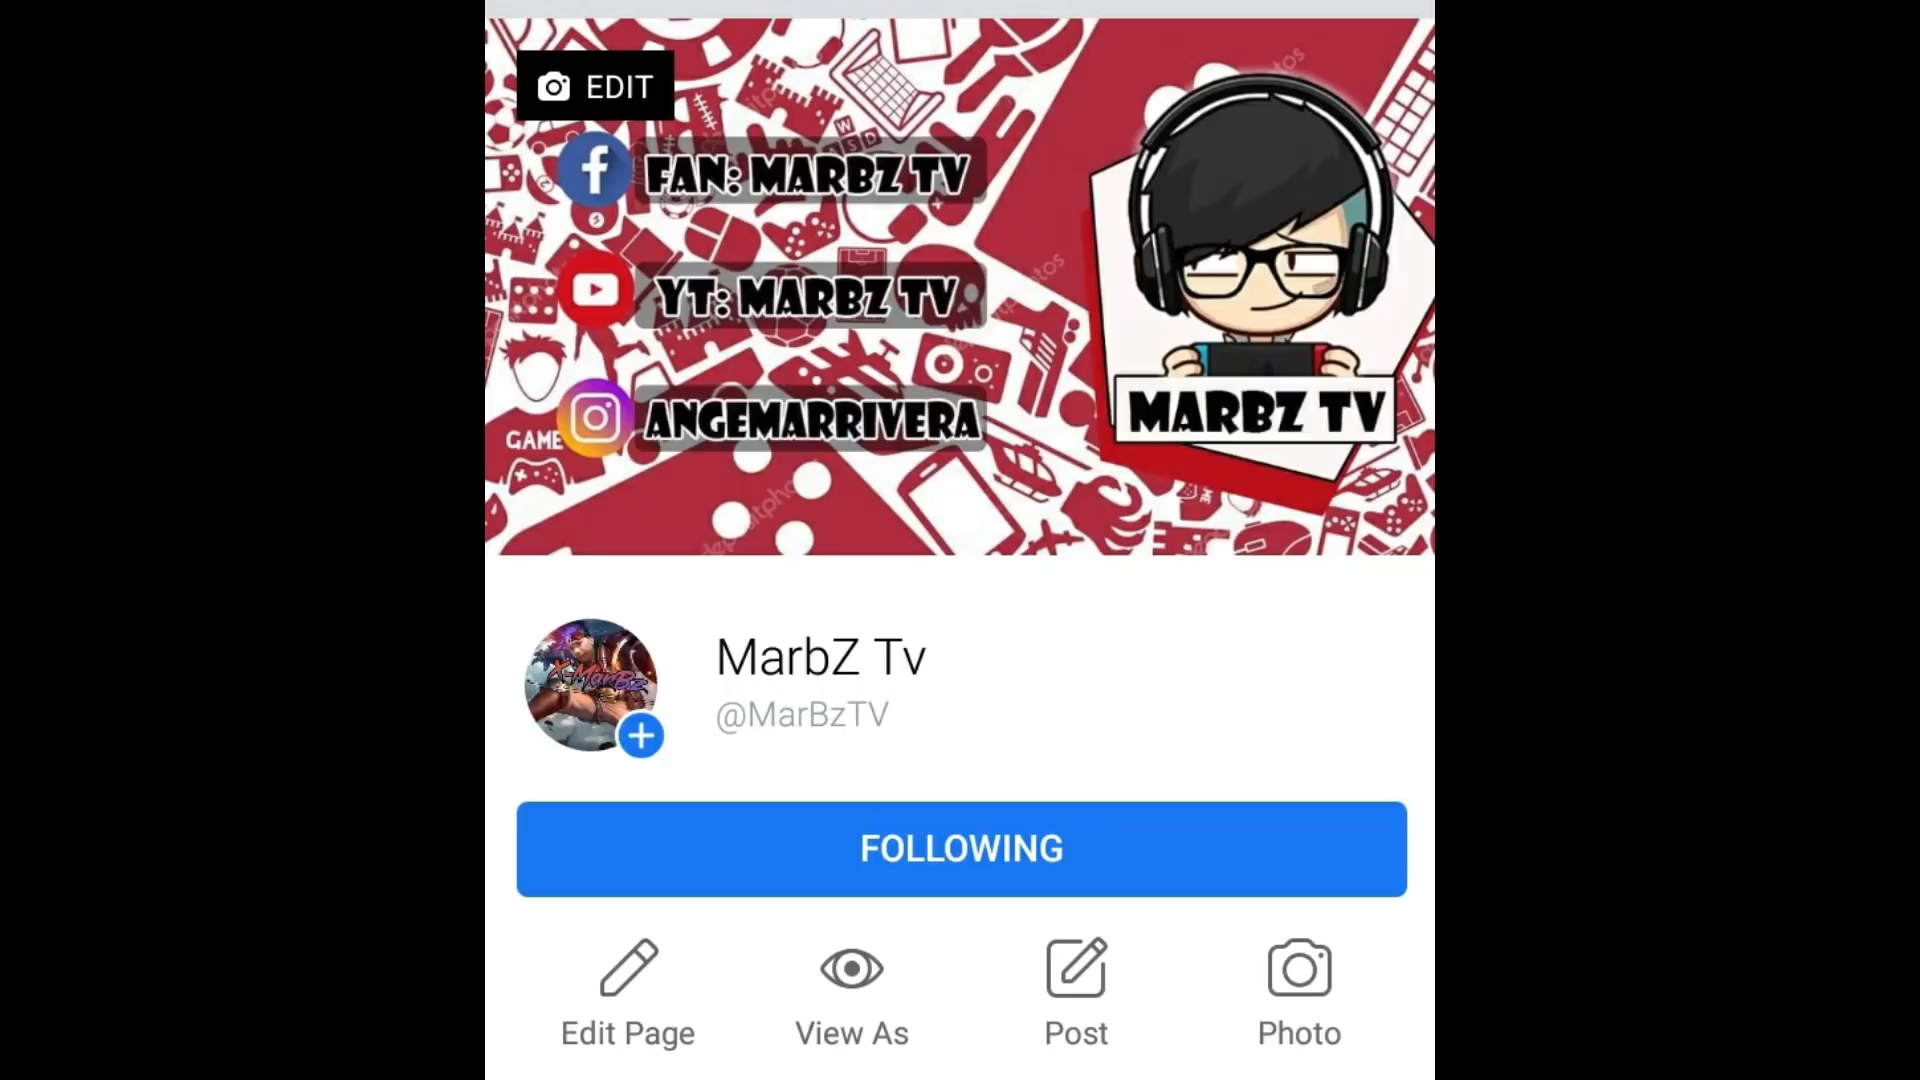 EDIT
FAN: MARBZ TV
YT: MARBZ TV
ANGEMARRIVERA
GAME
W
A S D
MARBZ TV
X-MarBz
MarbZ Tv
@MarBzTV
FOLLOWING
Edit Page
View As
Post
Photo